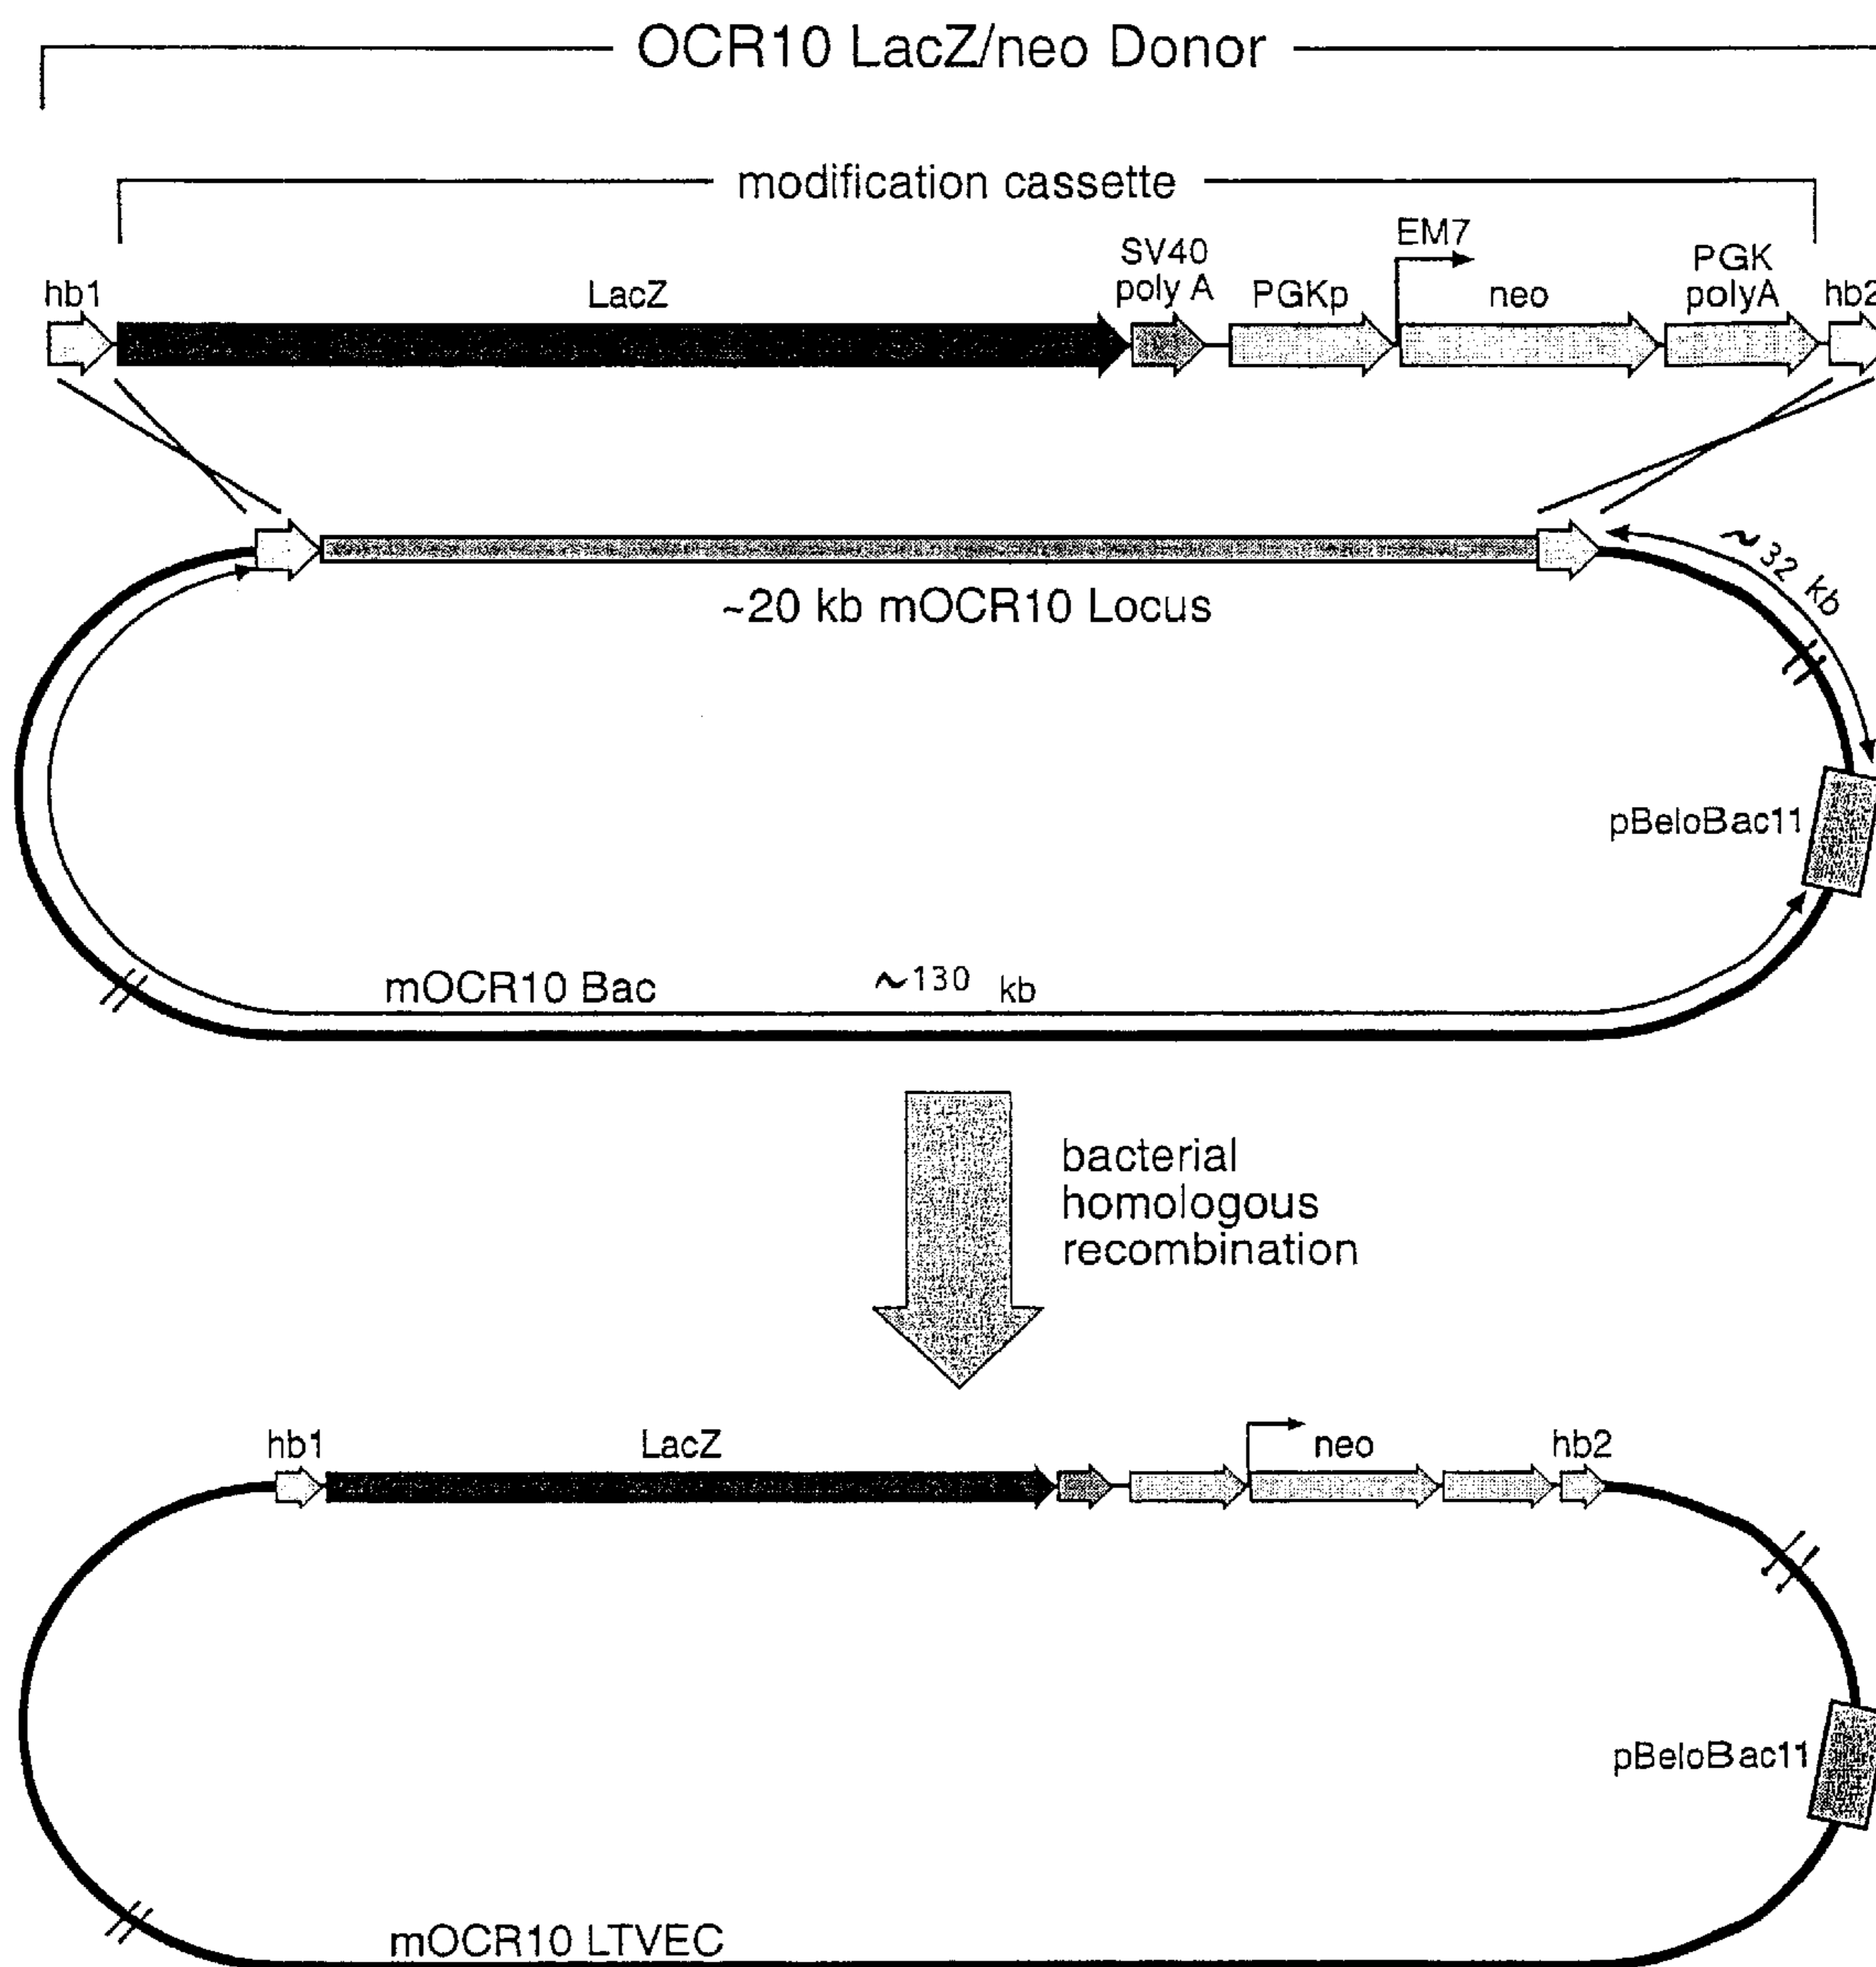 OCR10 LacZ/neo Donor
modification cassette
EM7
SV40
poly A
PGK
polyA
hb1
LacZ
PGKp
neo
hb2
~32 kb
~20 kb mOCR10 Locus
pBeloBac11
mOCR10 Bac
~130 kb
bacterial
homologous
recombination
hb1
LacZ
neo
hb2
pBeloBac11
mOCR10 LTVEC